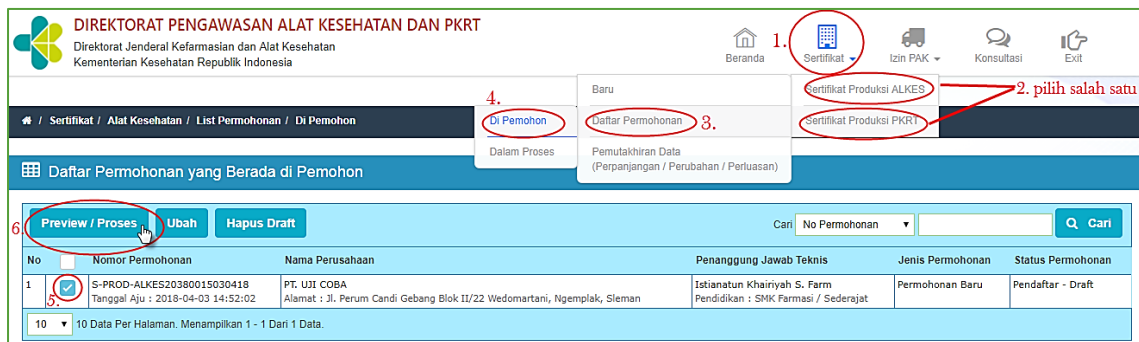 DIREKTORAT PENGAWASAN ALAT KESEHATAN DAN PKRT
Direktorat Jenderal Kefarmasian dan Alat Kesehatan
Kementerian Kesehatan Republik Indonesia
Beranda
1.
Sertifikat
Izin PAK
Konsultasi
Exit
Baru
Sertifikat Produksi ALKES
2. pilih salah satu
4.
Di Pemohon
Daftar Permohonan
3.
Sertifikat Produksi PKRT
/ Sertifikat / Alat Kesehatan / List Permohonan / Di Pemohon
Dalam Proses
Pemutakhiran Data
(Perpanjangan / Perubahan / Perluasan)
Daftar Permohonan yang Berada di Pemohon
6.
Preview / Proses
Ubah
Hapus Draft
Cari
No Permohonan
Cari
No
Nomor Permohonan
Nama Perusahaan
Penanggung Jawab Teknis
Jenis Permohonan
Status Permohonan
1
5.
S-PROD-ALKES20380015030418
Tanggal Aju : 2018-04-03 14:52:02
PT. UJI COBA
Alamat : Jl. Perum Candi Gebang Blok II/22 Wedomartani, Ngemplak, Sleman
Istianatun Khairiyah S. Farm
Pendidikan : SMK Farmasi / Sederajat
Permohonan Baru
Pendaftar - Draft
10
10 Data Per Halaman. Menampilkan 1 - 1 Dari 1 Data.